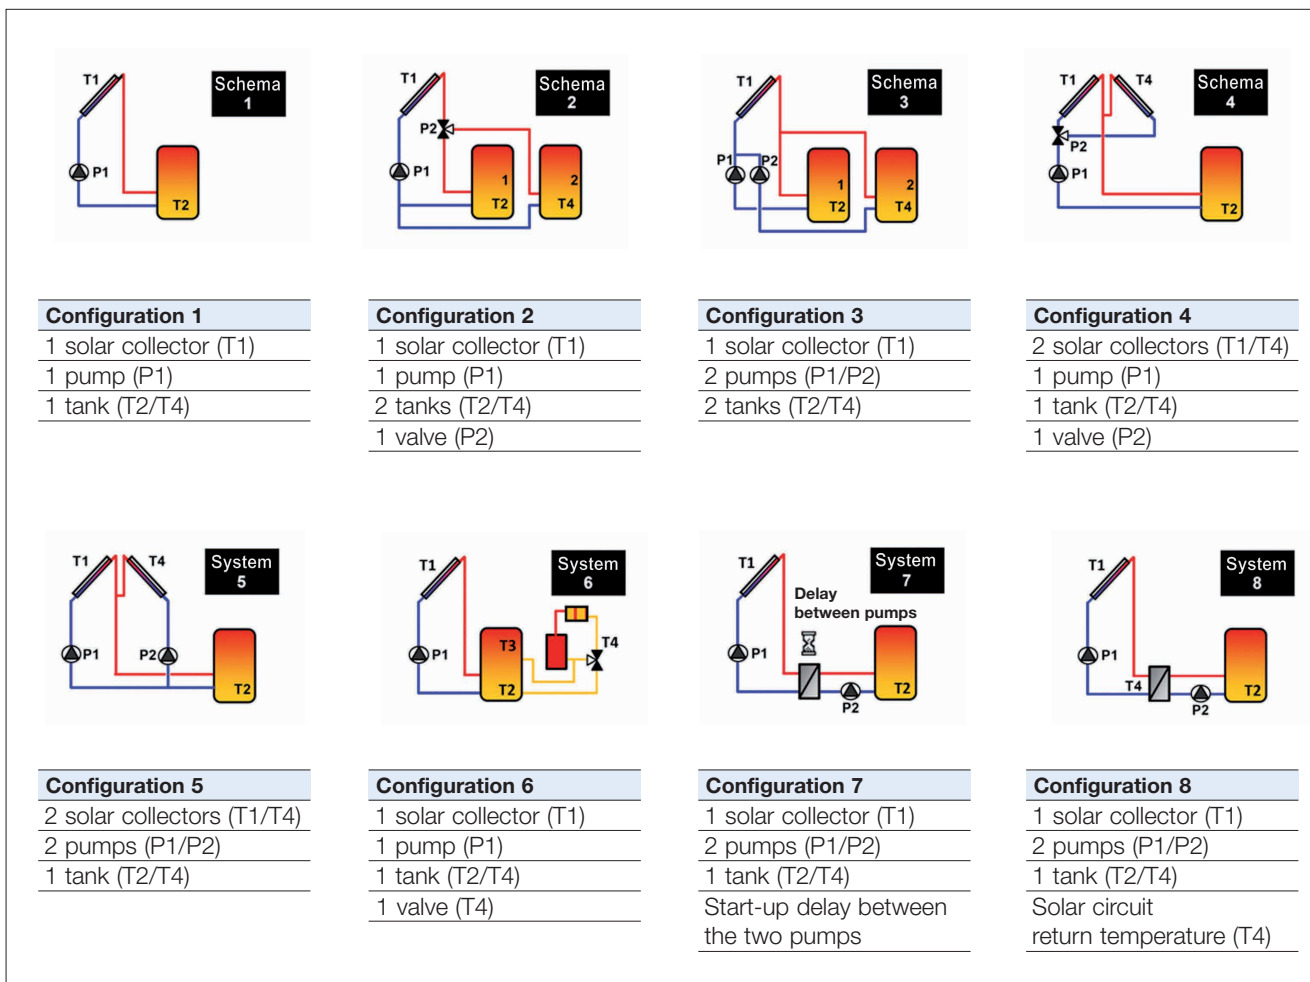 T1
Schema
1
P1
T2
T1
Schema
2
P2
P1
1
2
T2
T4
T1
Schema
3
P1
P2
1
2
T2
T4
T1
T4
Schema
4
P2
P1
T2
Configuration 1
1 solar collector (T1)
1 pump (P1)
1 tank (T2/T4)
Configuration 2
1 solar collector (T1)
1 pump (P1)
2 tanks (T2/T4)
1 valve (P2)
Configuration 3
1 solar collector (T1)
2 pumps (P1/P2)
2 tanks (T2/T4)
Configuration 4
2 solar collectors (T1/T4)
1 pump (P1)
1 tank (T2/T4)
1 valve (P2)
T1
T4
System
5
P1
P2
T2
T1
System
6
P1
T3
T4
T2
T1
System
7
Delay
between pumps
P1
T2
P2
T1
System
8
P1
T4
T2
P2
Configuration 5
2 solar collectors (T1/T4)
2 pumps (P1/P2)
1 tank (T2/T4)
Configuration 6
1 solar collector (T1)
1 pump (P1)
1 tank (T2/T4)
1 valve (T4)
Configuration 7
1 solar collector (T1)
2 pumps (P1/P2)
1 tank (T2/T4)
Start-up delay between
the two pumps
Configuration 8
1 solar collector (T1)
2 pumps (P1/P2)
1 tank (T2/T4)
Solar circuit
return temperature (T4)